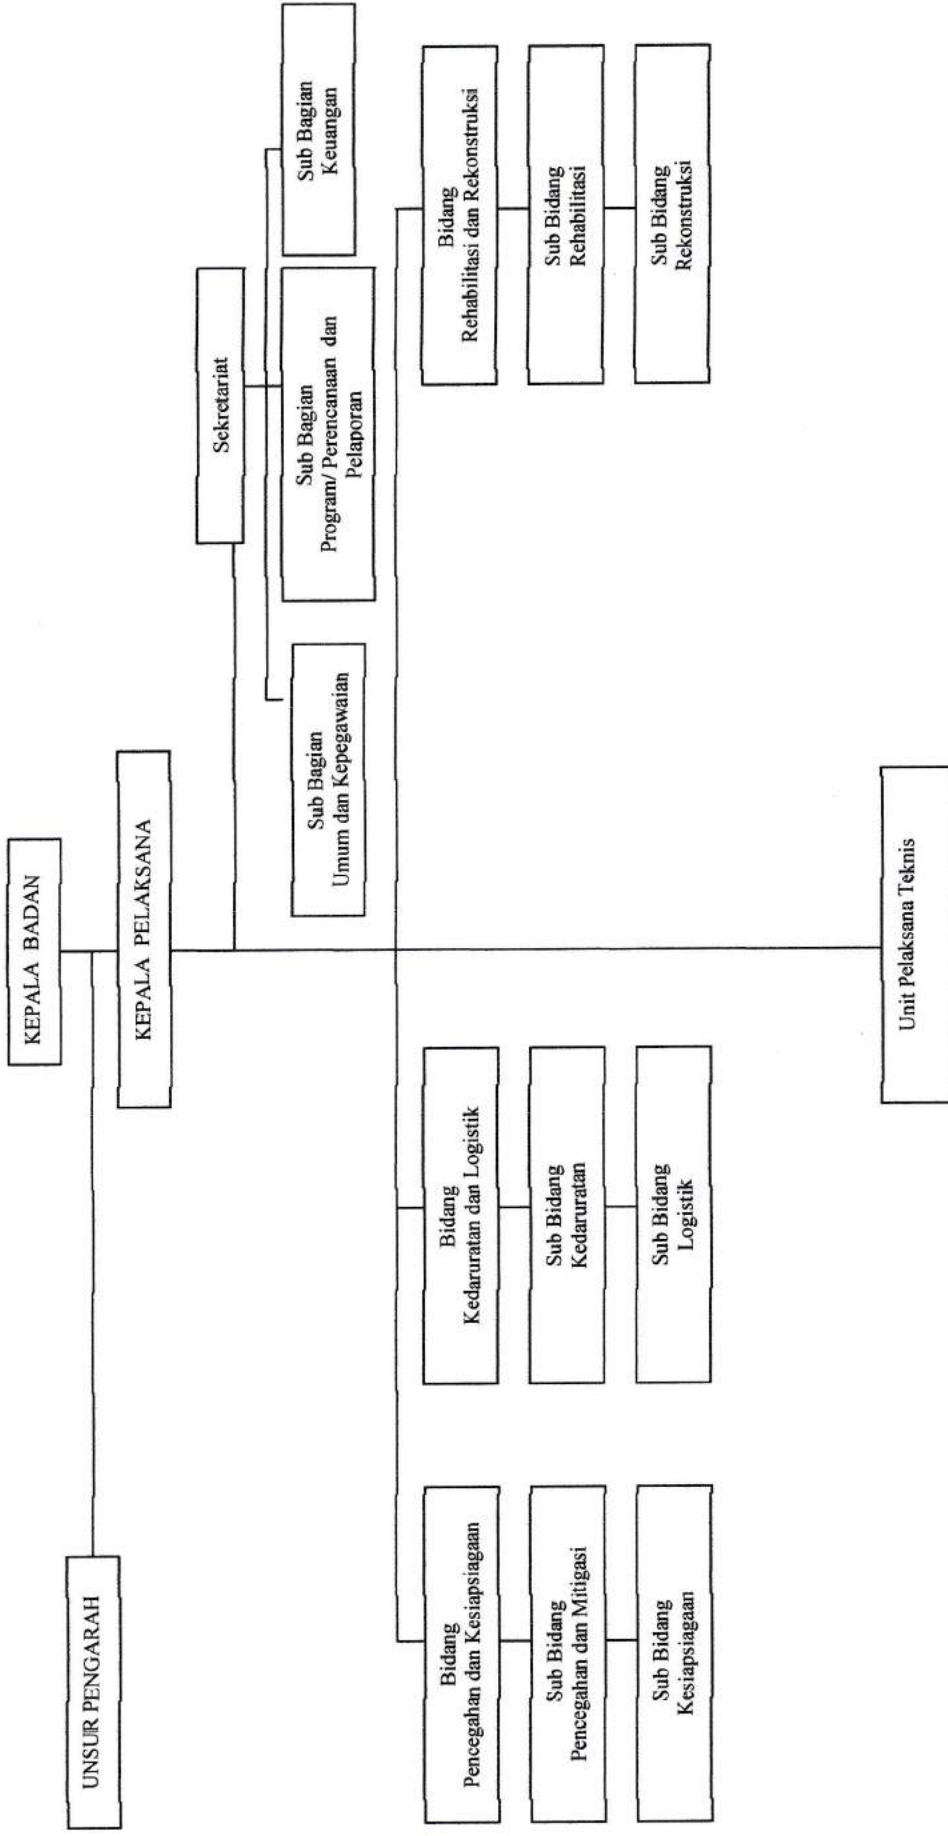 KEPALA BADAN
UNSUR PENGARAH
KEPALA PELAKSANA
Sekretariat
Sub Bagian
Umum dan Kepegawaian
Sub Bagian
Program/ Perencanaan dan
Pelaporan
Sub Bagian
Keuangan
Bidang
Pencegahan dan Kesiapsiagaan
Sub Bidang
Pencegahan dan Mitigasi
Sub Bidang
Kesiapsiagaan
Bidang
Kedaruratan dan Logistik
Sub Bidang
Kedaruratan
Sub Bidang
Logistik
Bidang
Rehabilitasi dan Rekonstruksi
Sub Bidang
Rehabilitasi
Sub Bidang
Rekonstruksi
Unit Pelaksana Teknis